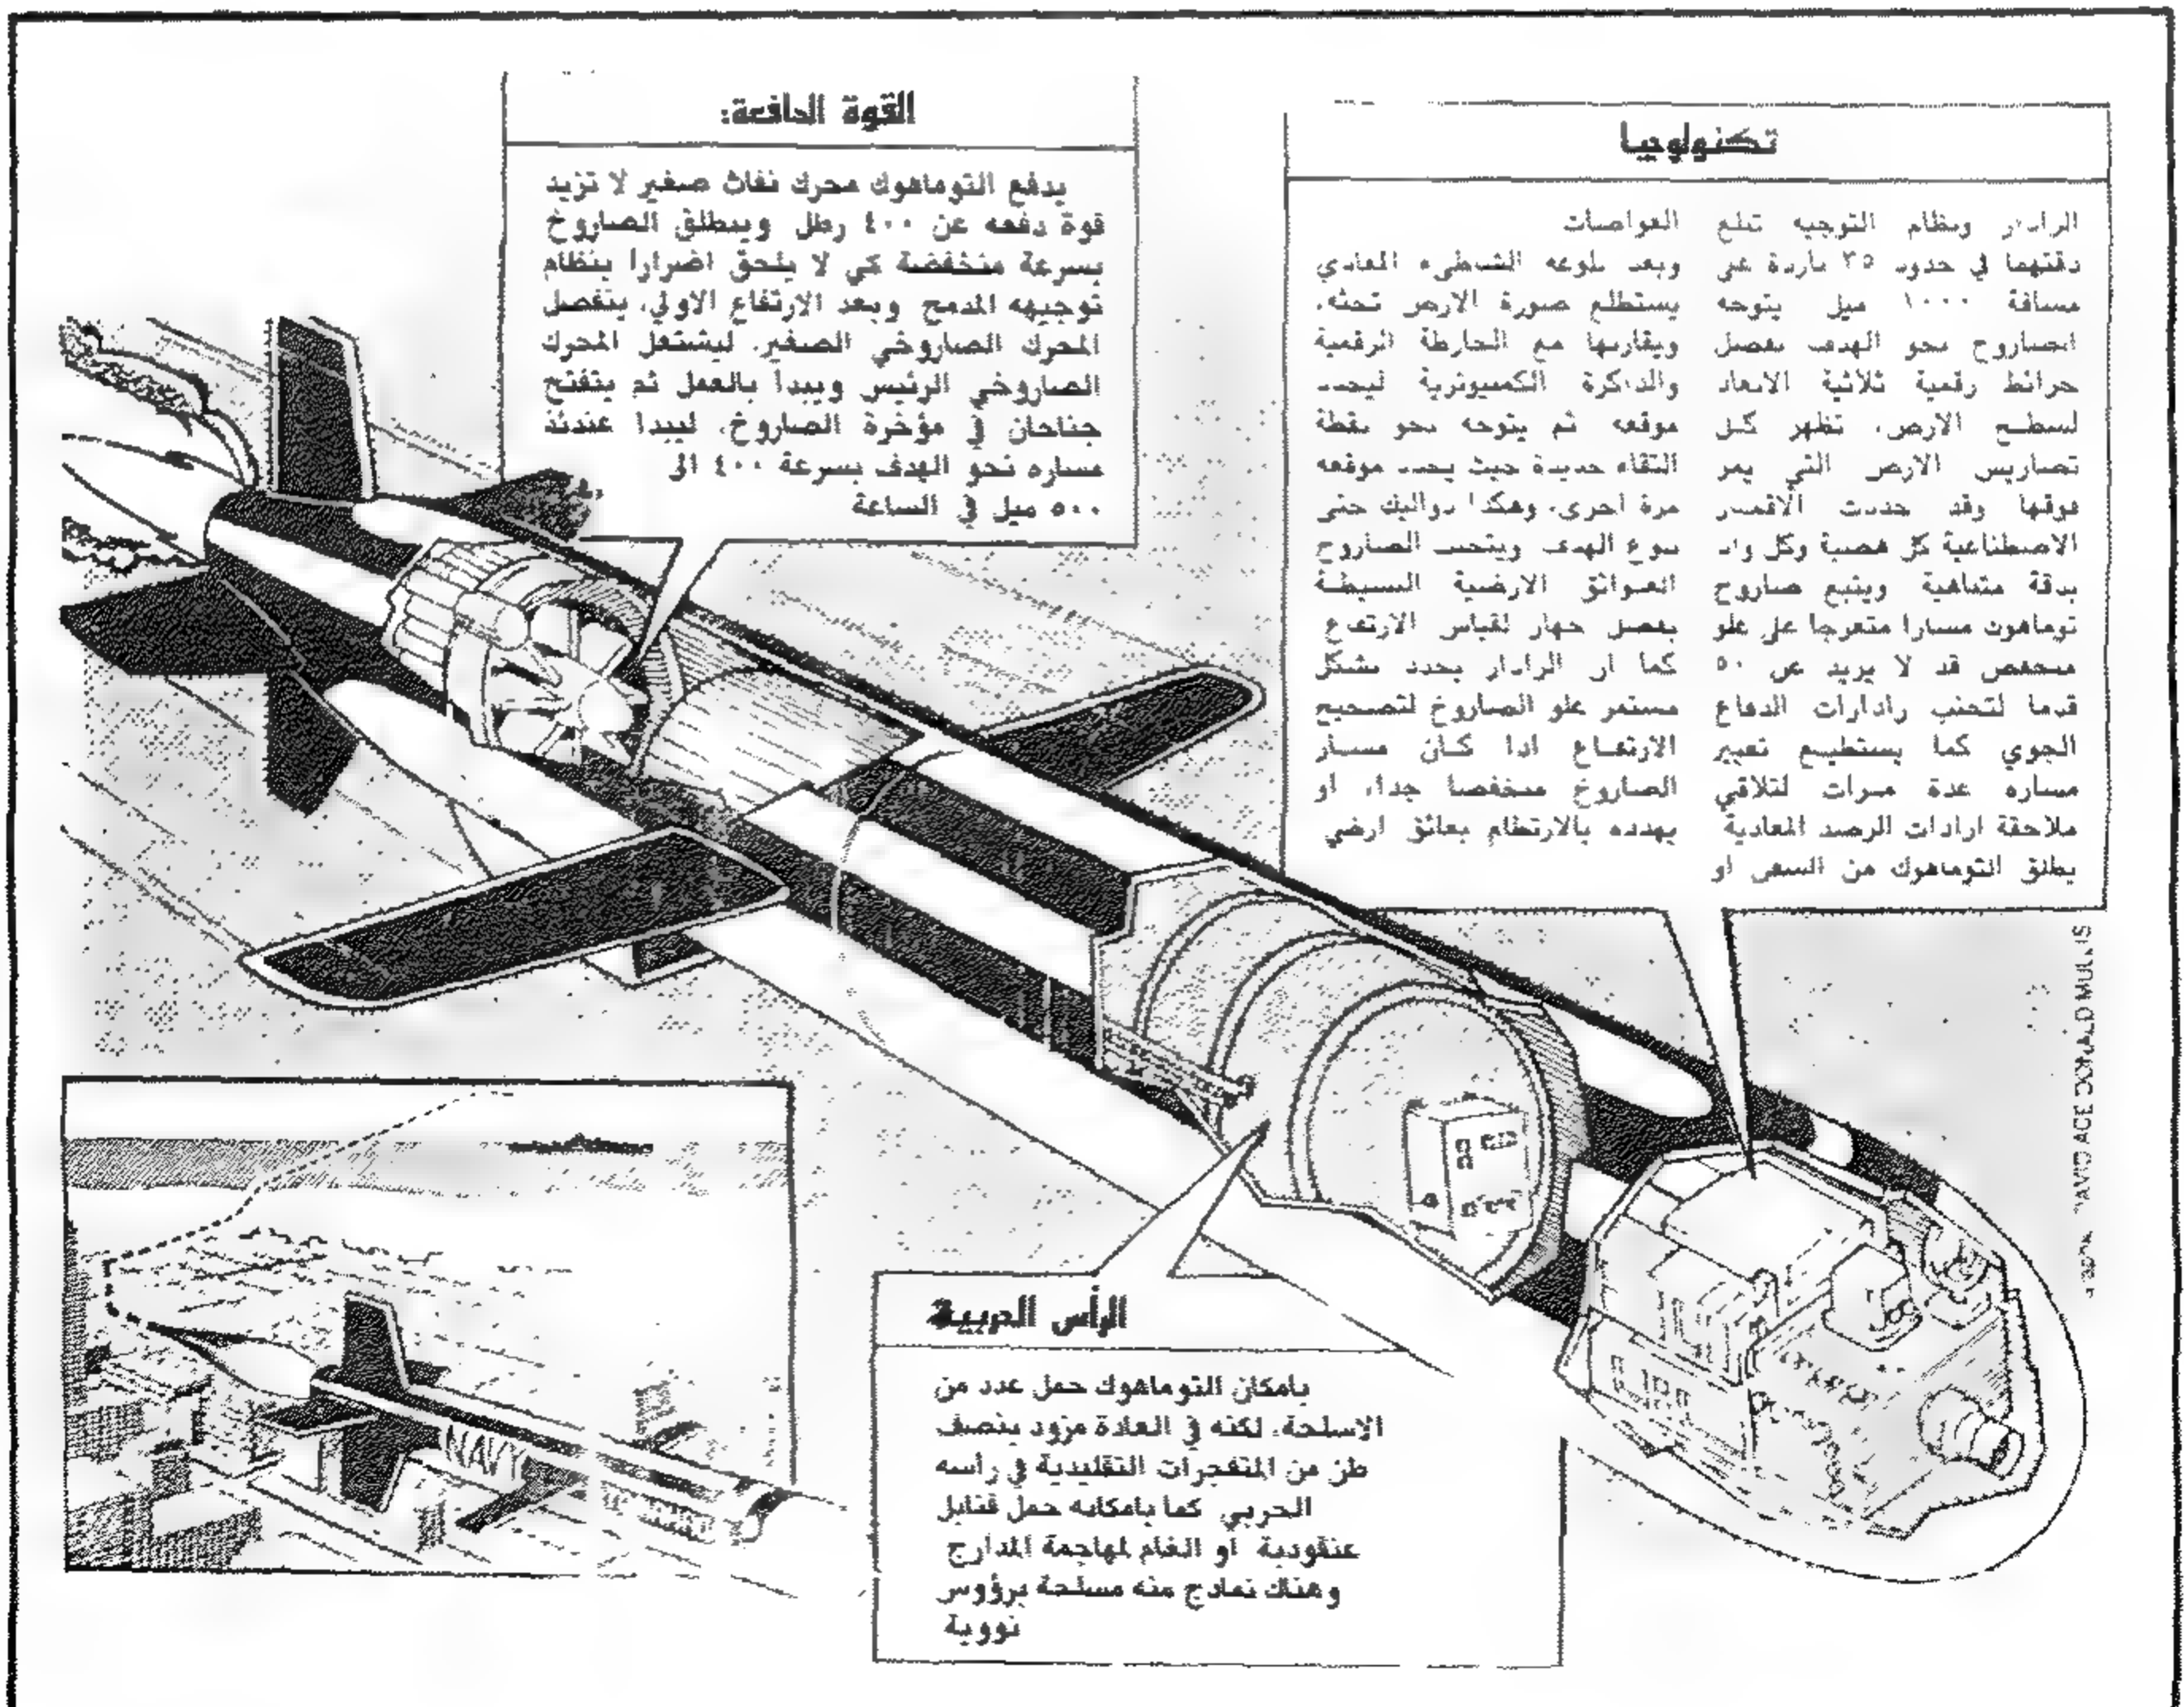 تكنولوجيا
الرادار ونظام التوجيه تبلغ
دقتهما في حدود ٣٥ ياردة عن
مسافة ١٠٠٠ ميل يتوجه
الصاروخ نحو الهدف بفضل
خرائط رقمية ثلاثية الابعاد
لسطح الارض، تظهر كل
تضاريس الارض التي يمر
فوقها وقد حددت الاقمار
الاصطناعية كل هضبة وكل واد
بدقة متناهية ويتبع صاروخ
توماهوك مسارا متعرجا على علو
منخفض قد لا يزيد عن ٥٠
قدما لتجنب رادارات الدفاع
الجوي كما يستطيع تغيير
مساره عدة مرات لتلافي
ملاحقة ارادات الرصد المعادية
يطلق التوماهوك من السفن او
الغواصات
وبعد بلوغه الشاطىء المعادي
يستطلع صورة الارض تحته،
ويقارنها مع الخارطة الرقمية
والذاكرة الكمبيوترية ليحدد
موقعه ثم يتوجه نحو نقطة
التقاء جديدة حيث يحدد موقعه
مرة اخرى، وهكذا دواليك حتى
بلوغ الهدف ويتجنب الصاروخ
العوائق الارضية البسيطة
بفضل جهاز لقياس الارتفاع
كما ان الرادار يحدد بشكل
مستمر علو الصاروخ لتصحيح
الارتفاع اذا كان مسار
الصاروخ منخفضا جدا، او
يهدده بالارتطام بعائق ارضي
القوة الدافعة:
يدفع التوماهوك محرك نفاث صغير لا تزيد
قوة دفعه عن ٤٠٠ رطل وينطلق الصاروخ
بسرعة منخفضة كي لا يلحق اضرارا بنظام
توجيهه المدمج وبعد الارتفاع الاولي، ينفصل
المحرك الصاروخي الصغير، ليشتعل المحرك
الصاروخي الرئيس ويبدأ بالعمل ثم يتفتح
جناحان في مؤخرة الصاروخ، ليبدا عندئذ
مساره نحو الهدف بسرعة ٤٠٠ الى
٥٠٠ ميل في الساعة
الرأس الحربية
بامكان التوماهوك حمل عدد من
الاسلحة، لكنه في العادة مزود بنصف
طن من المتفجرات التقليدية في رأسه
الحربي كما بامكانه حمل قنابل
عنقودية او الغام لمهاجمة المدارج
وهناك نماذج منه مسلحة برؤوس
نووية
NAVY
DAVID ACE DONALD MULLIS